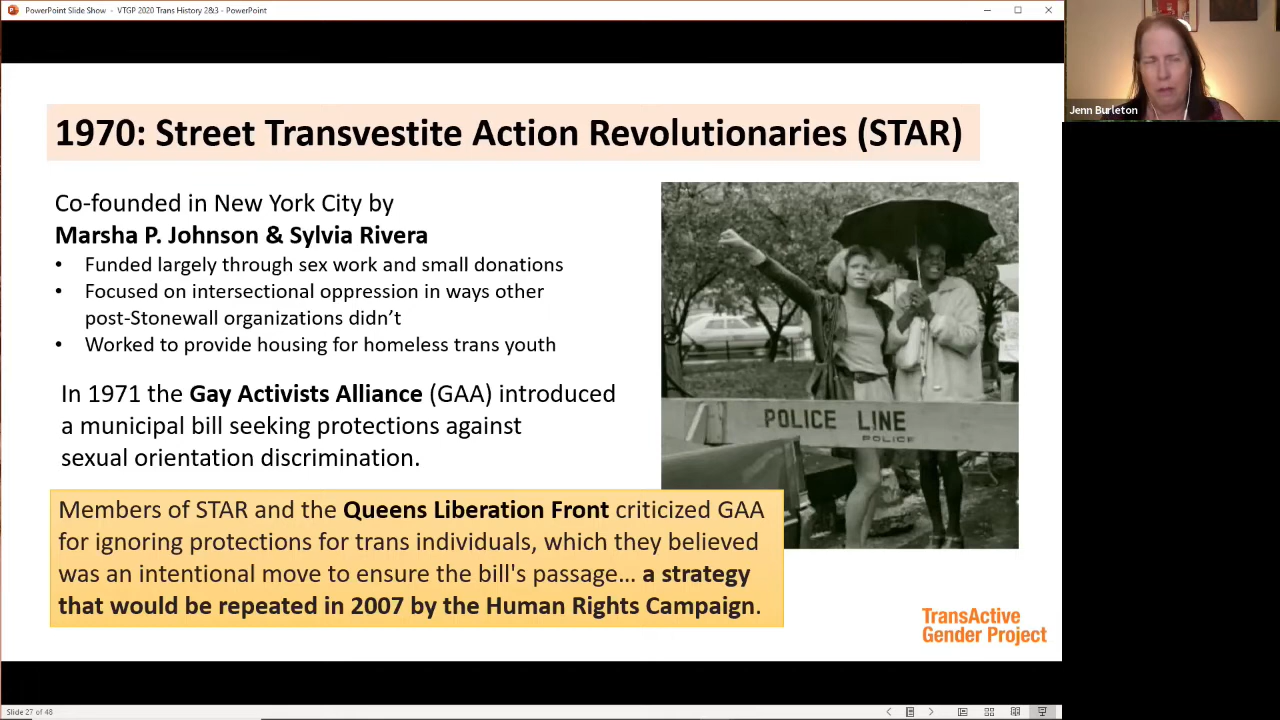 PowerPoint Slide Show - VTGP 2020 Trans History 2&3 - PowerPoint
Jenn Burleton
1970: Street Transvestite Action Revolutionaries (STAR)
Co-founded in New York City by
Marsha P. Johnson & Sylvia Rivera
• Funded largely through sex work and small donations
• Focused on intersectional oppression in ways other
post-Stonewall organizations didn’t
• Worked to provide housing for homeless trans youth
In 1971 the Gay Activists Alliance (GAA) introduced
a municipal bill seeking protections against
sexual orientation discrimination.
POLICE LINE
POLICE
Members of STAR and the Queens Liberation Front criticized GAA
for ignoring protections for trans individuals, which they believed
was an intentional move to ensure the bill's passage… a strategy
that would be repeated in 2007 by the Human Rights Campaign.
TransActive
Gender Project
Slide 27 of 48